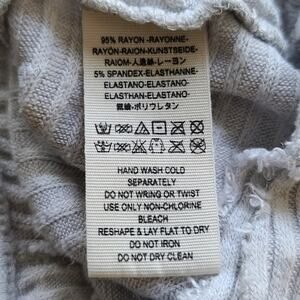 95% RAYON -RAYONNE-
RAYÓN-RAION-KUNSTSEIDE-
RAIOM-人造絲-レーヨン
5% SPANDEX-ELASTHANNE-
ELASTANO-ELASTANO-
ELASTHAN-ELASTANO-
氨綸-ポリウレタン
HAND WASH COLD
SEPARATELY
DO NOT WRING OR TWIST
USE ONLY NON-CHLORINE
BLEACH
RESHAPE & LAY FLAT TO DRY
DO NOT IRON
DO NOT DRY CLEAN